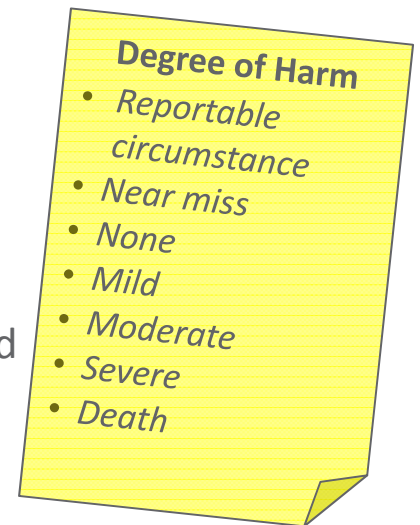 Degree of Harm
• Reportable
circumstance
• Near miss
• None
• Mild
• Moderate
d
• Severe
• Death